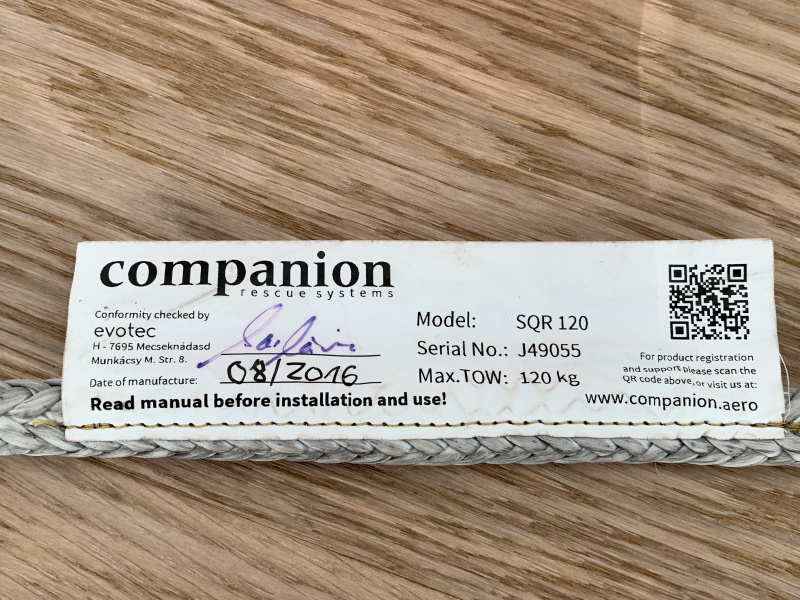 companion
rescue systems
Conformity checked by
evotec
H - 7695 Mecseknádasd
Munkácsy M. Str. 8.
Date of manufacture: 08/2016
Read manual before installation and use!
Model: SQR 120
Serial No.: J49055
Max.TOW: 120 kg
For product registration
and support please scan the
QR code above, or visit us at:
www.companion.aero